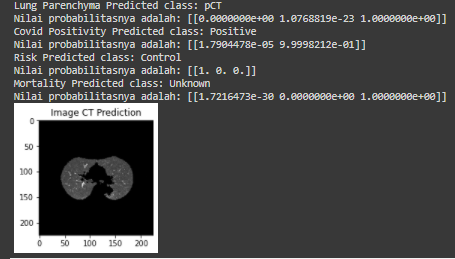 Lung Parenchyma Predicted class: pCT
Nilai probabilitasnya adalah: [[0.0000000e+00 1.0768819e-23 1.0000000e+00]]
Covid Positivity Predicted class: Positive
Nilai probabilitasnya adalah: [[1.7904478e-05 9.9998212e-01]]
Risk Predicted class: Control
Nilai probabilitasnya adalah: [[1. 0. 0.]]
Mortality Predicted class: Unknown
Nilai probabilitasnya adalah: [[1.7216473e-30 0.0000000e+00 1.0000000e+00]]
Image CT Prediction
0
50
100
150
200
0 50 100 150 200